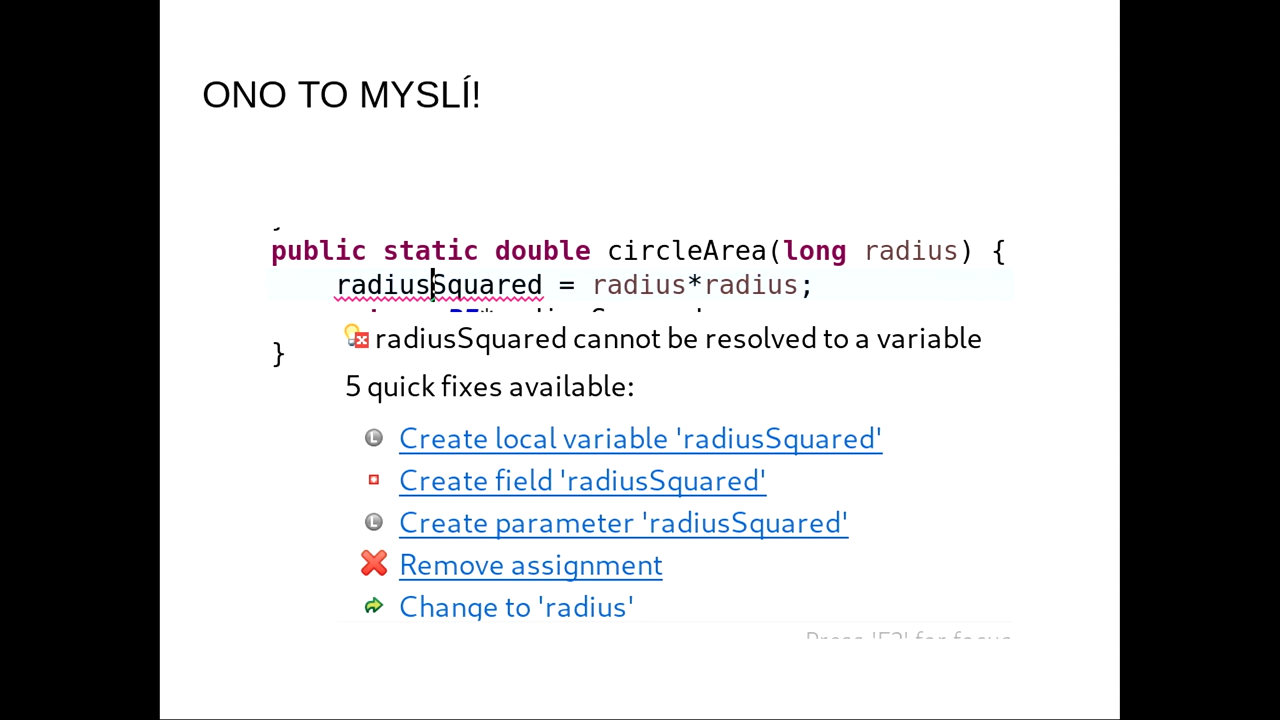 ONO TO MYSLÍ!
public static double circleArea(long radius) {
radiusSquared = radius*radius;
}
radiusSquared cannot be resolved to a variable
5 quick fixes available:
Create local variable 'radiusSquared'
Create field 'radiusSquared'
Create parameter 'radiusSquared'
Remove assignment
Change to 'radius'